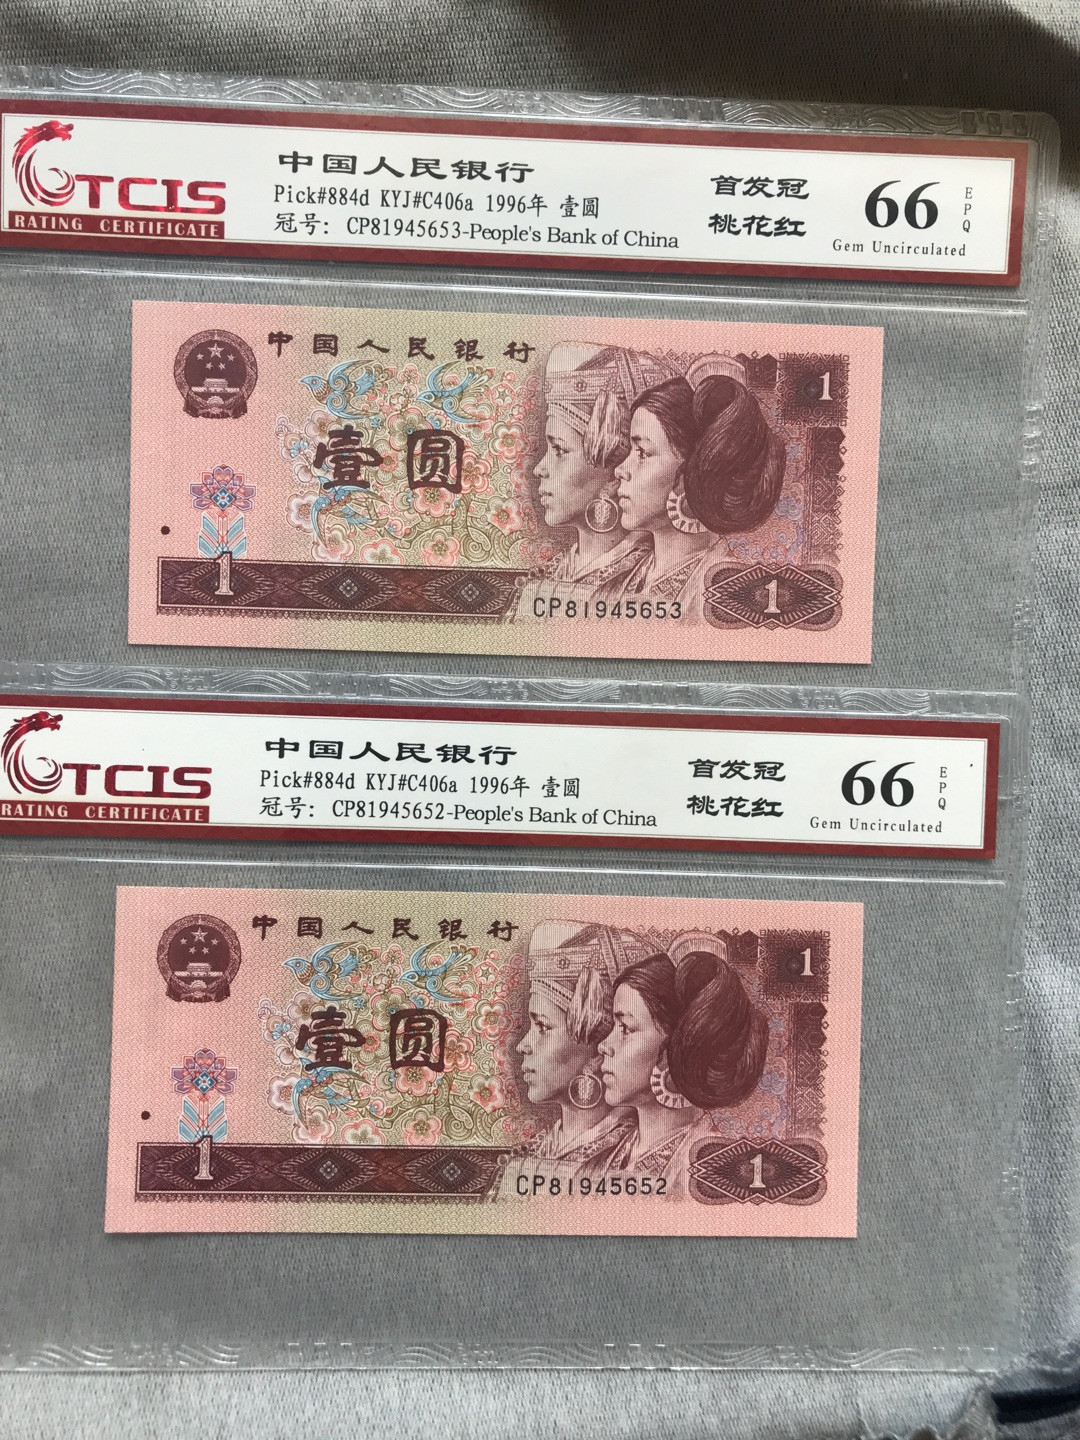 TCIS
RATING CERTIFICATE
中国人民银行
Pick#884d KYJ#C406a 1996年 壹圆
冠号: CP81945653-People's Bank of China
首发冠
桃花红
66
EPQ
Gem Uncirculated
中国人民银行
1
壹圆
1
CP81945653
1
TCIS
RATING CERTIFICATE
中国人民银行
Pick#884d KYJ#C406a 1996年 壹圆
冠号: CP81945652-People's Bank of China
首发冠
桃花红
66
EPQ
Gem Uncirculated
中国人民银行
1
壹圆
1
CP81945652
1